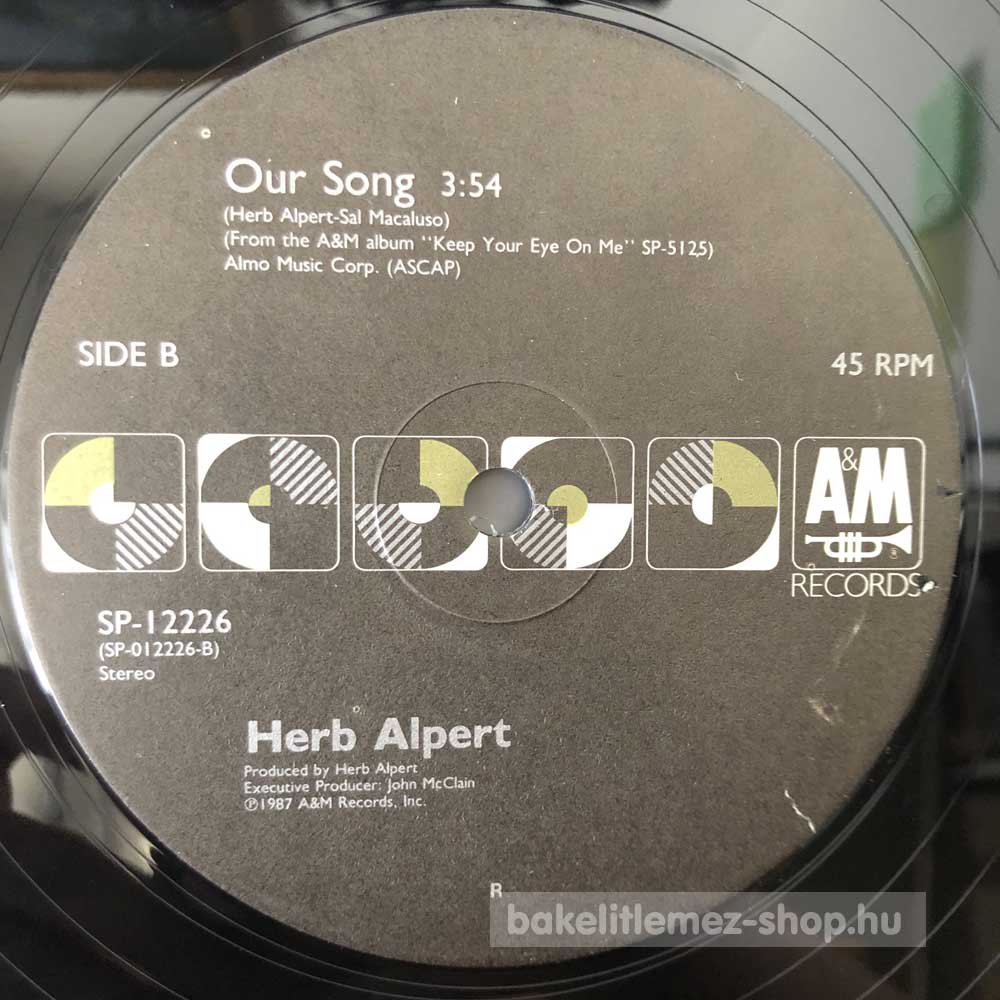 Our Song 3:54
(Herb Alpert-Sal Macaluso)
(From the A&M album "Keep Your Eye On Me" SP-5125)
Almo Music Corp. (ASCAP)
SIDE B
45 RPM
A&M
RECORDS
SP-12226
(SP-012226-B)
Stereo
Herb Alpert
Produced by Herb Alpert
Executive Producer: John McClain
℗1987 A&M Records, Inc.
R
bakelitlemez-shop.hu